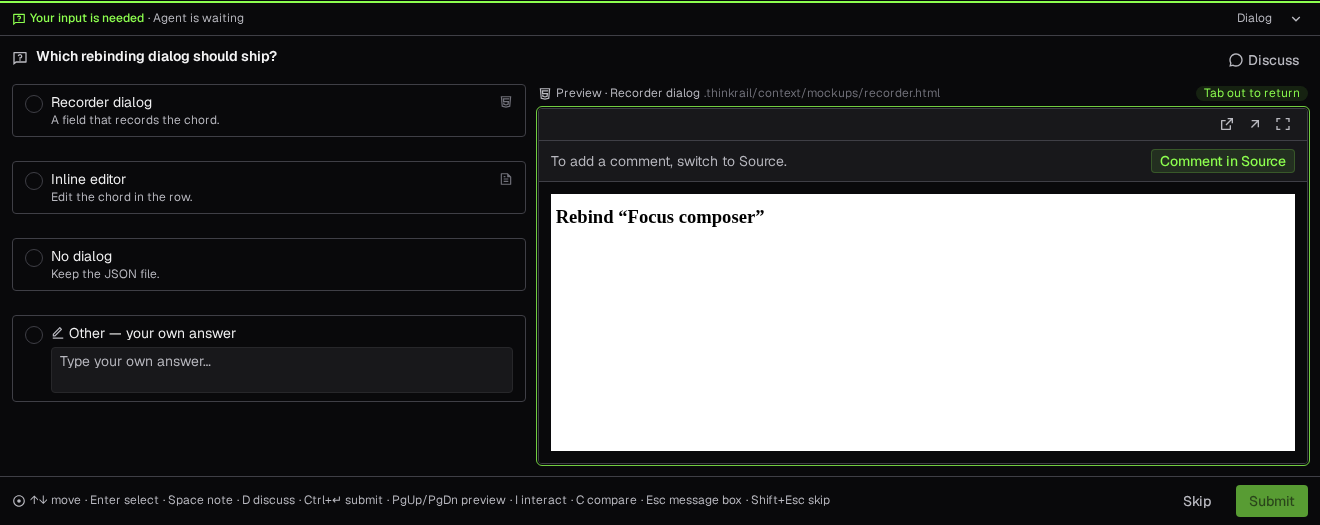 Your input is needed · Agent is waiting
Dialog
Which rebinding dialog should ship?
Discuss
Recorder dialog
A field that records the chord.
Inline editor
Edit the chord in the row.
No dialog
Keep the JSON file.
Other — your own answer
Type your own answer...
Preview · Recorder dialog .thinkrail/context/mockups/recorder.html
Tab out to return
To add a comment, switch to Source.
Comment in Source
Rebind “Focus composer”
↑↓ move · Enter select · Space note · D discuss · Ctrl+↵ submit · PgUp/PgDn preview · I interact · C compare · Esc message box · Shift+Esc skip
Skip
Submit